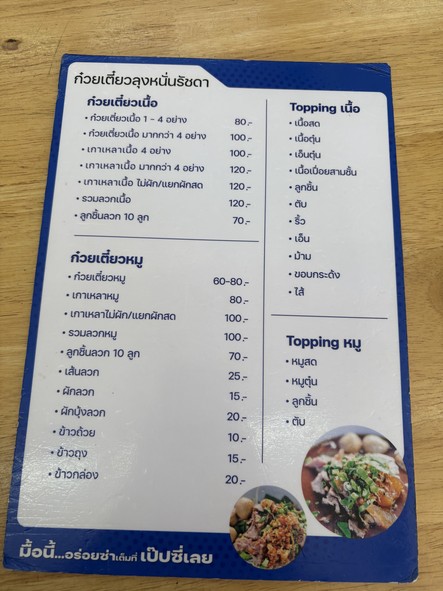 ก๋วยเตี๋ยวลุงหนั่นรัชดา
ก๋วยเตี๋ยวเนื้อ
• ก๋วยเตี๋ยวเนื้อ 1 - 4 อย่าง 80.-
• ก๋วยเตี๋ยวเนื้อ มากกว่า 4 อย่าง 100.-
• เกาเหลาเนื้อ 4 อย่าง 100.-
• เกาเหลาเนื้อ มากกว่า 4 อย่าง 120.-
• เกาเหลาเนื้อ ไม่ผัก/แยกผักสด 120.-
• รวมลวกเนื้อ 120.-
• ลูกชิ้นลวก 10 ลูก 70.-
ก๋วยเตี๋ยวหมู
• ก๋วยเตี๋ยวหมู 60-80.-
• เกาเหลาหมู 80.-
• เกาเหลาไม่ผัก/แยกผักสด 100.-
• รวมลวกหมู 100.-
• ลูกชิ้นลวก 10 ลูก 70.-
• เส้นลวก 25.-
• ผักลวก 15.-
• ผักบุ้งลวก 20.-
• ข้าวถ้วย 10.-
• ข้าวถุง 15.-
• ข้าวกล่อง 20.-
Topping เนื้อ
• เนื้อสด
• เนื้อตุ๋น
• เอ็นตุ๋น
• เนื้อเปื่อยสามชั้น
• ลูกชิ้น
• ตับ
• ริ้ว
• เอ็น
• ม้าม
• ขอบกระด้ง
• ไส้
Topping หมู
• หมูสด
• หมูตุ๋น
• ลูกชิ้น
• ตับ
มื้อนี้...อร่อยซ่าเต็มที่ เป๊ปซี่เลย